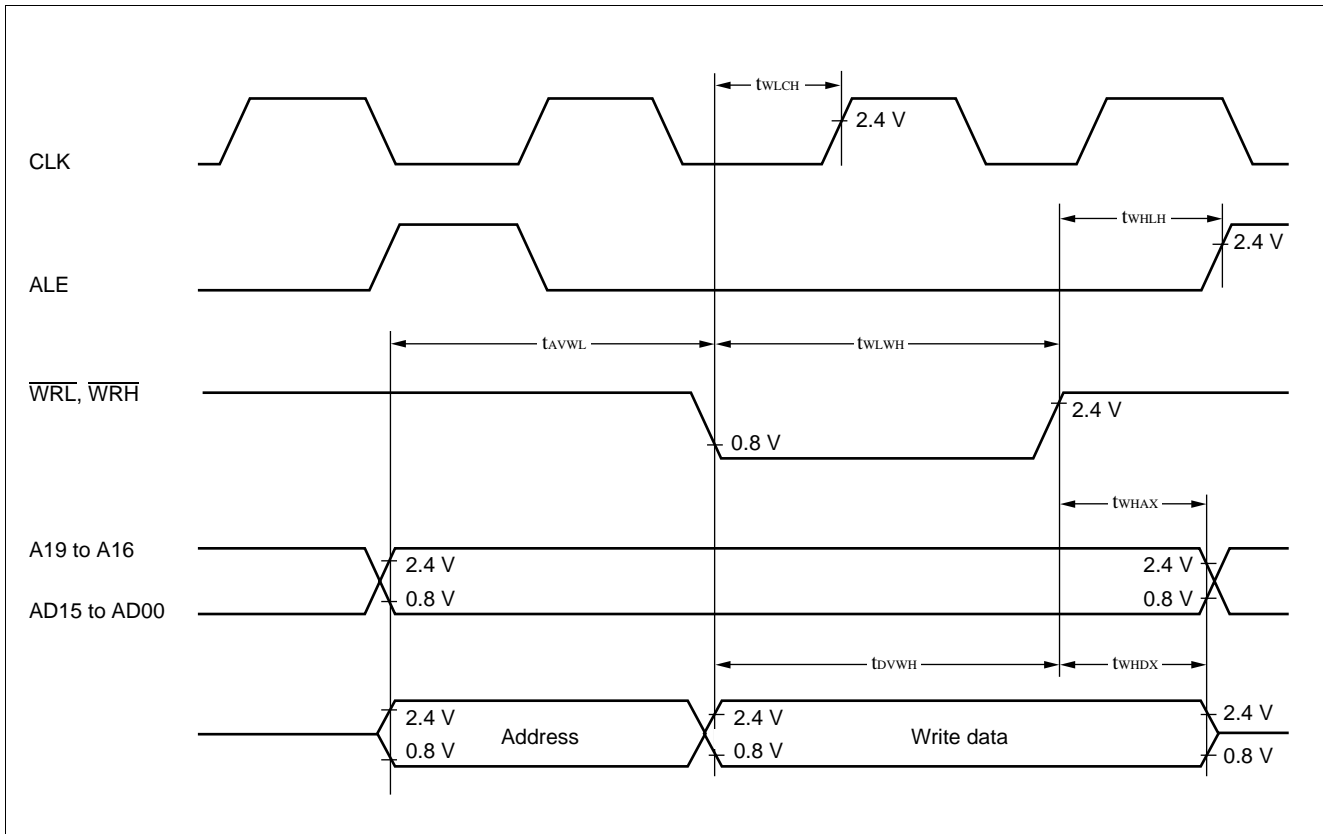 tWLCH
2.4 V
CLK
tWHLH
2.4 V
ALE
tAVWL
tWLWH
WRL, WRH
2.4 V
0.8 V
tWHAX
A19 to A16
2.4 V
2.4 V
0.8 V
0.8 V
AD15 to AD00
tDVWH
tWHDX
2.4 V
2.4 V
2.4 V
Address
Write data
0.8 V
0.8 V
0.8 V